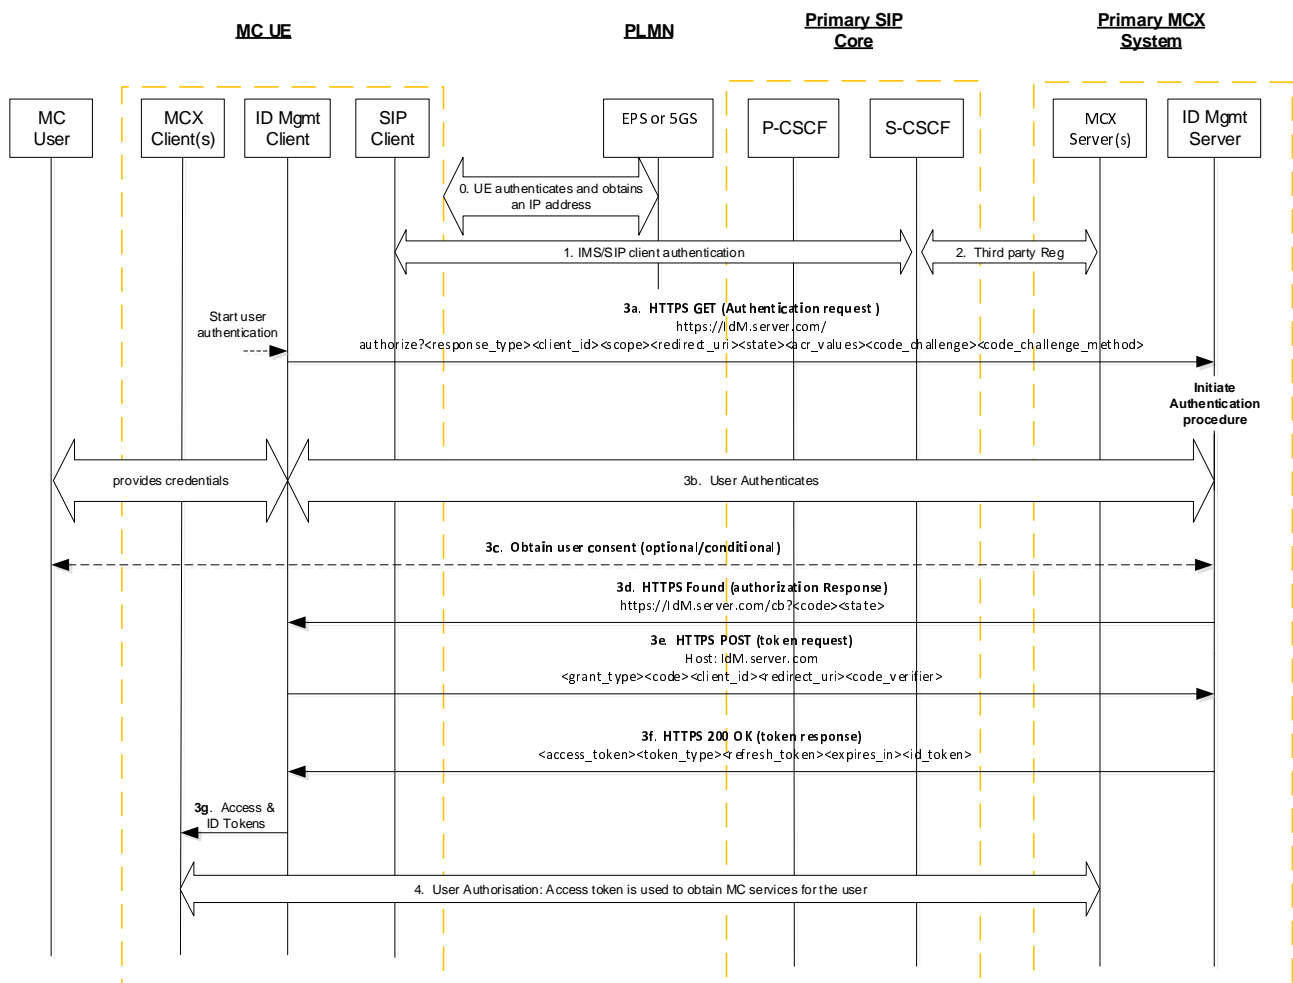 MC UE
PLMN
Primary SIP
Core
Primary MCX
System
MC
User
MCX
Client(s)
ID Mgmt
Client
SIP
Client
EPS or 5GS
P-CSCF
S-CSCF
MCX
Server(s)
ID Mgmt
Server
0. UE authenticates and obtains
an IP address
1. IMS/SIP client authentication
2. Third party Reg
Start user
authentication
3a. HTTPS GET (Authentication request )
https://IdM.server.com/
authorize?<response_type><client_id><scope><redirect_uri><state><acr_values><code_challenge><code_challenge_method>
Initiate
Authentication
procedure
provides credentials
3b. User Authenticates
3c. Obtain user consent (optional/conditional)
3d. HTTPS Found (authorization Response)
https://IdM.server.com/cb?<code><state>
3e. HTTPS POST (token request)
Host: IdM.server.com
<grant_type><code><client_id><redirect_uri><code_verifier>
3f. HTTPS 200 OK (token response)
<access_token><token_type><refresh_token><expires_in><id_token>
3g. Access &
ID Tokens
4. User Authorisation: Access token is used to obtain MC services for the user